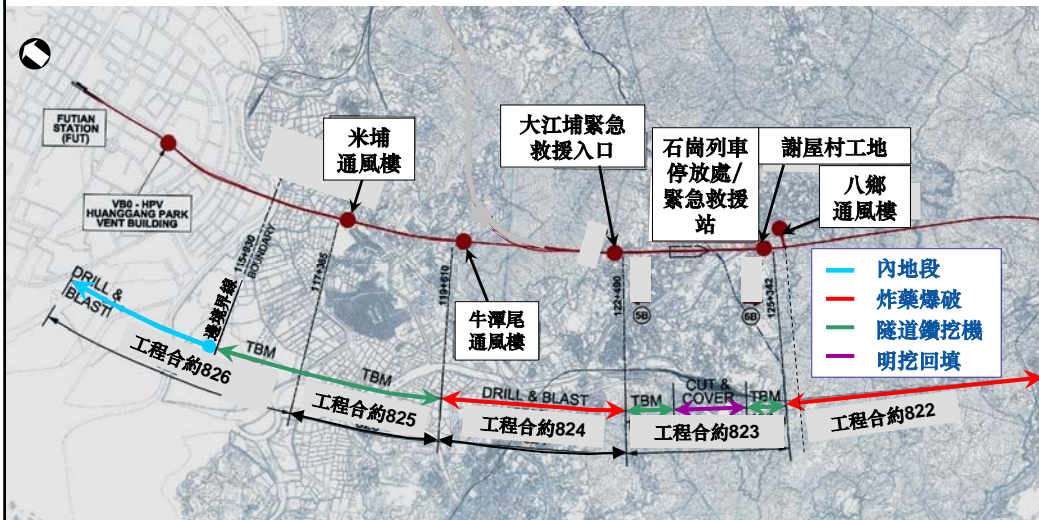 FUTIAN
STATION
(FUT)
VB0 - HPV
HUANGGANG PARK
VENT BUILDING
米埔
通風樓
大江埔緊急
救援入口
石崗列車
停放處/
緊急救援
站
謝屋村工地
八鄉
通風樓
牛潭尾
通風樓
115+930
BOUNDARY
邊境界線
117+385
119+610
122+490
125+342
5B
6B
內地段
炸藥爆破
隧道鑽挖機
明挖回填
DRILL &
BLAST
TBM
TBM
DRILL & BLAST
TBM
CUT &
COVER
TBM
工程合約826
工程合約825
工程合約824
工程合約823
工程合約822